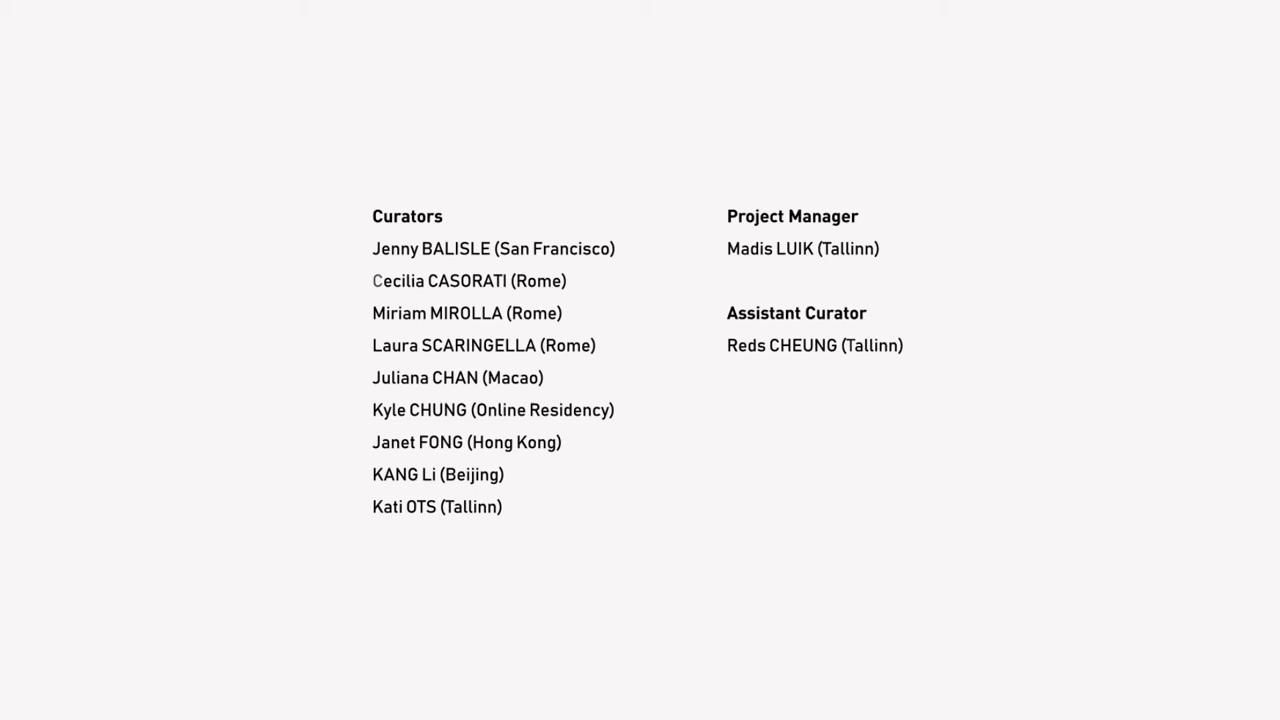 Curators
Jenny BALISLE (San Francisco)
Cecilia CASORATI (Rome)
Miriam MIROLLA (Rome)
Laura SCARINGELLA (Rome)
Juliana CHAN (Macao)
Kyle CHUNG (Online Residency)
Janet FONG (Hong Kong)
KANG Li (Beijing)
Kati OTS (Tallinn)
Project Manager
Madis LUIK (Tallinn)
Assistant Curator
Reds CHEUNG (Tallinn)